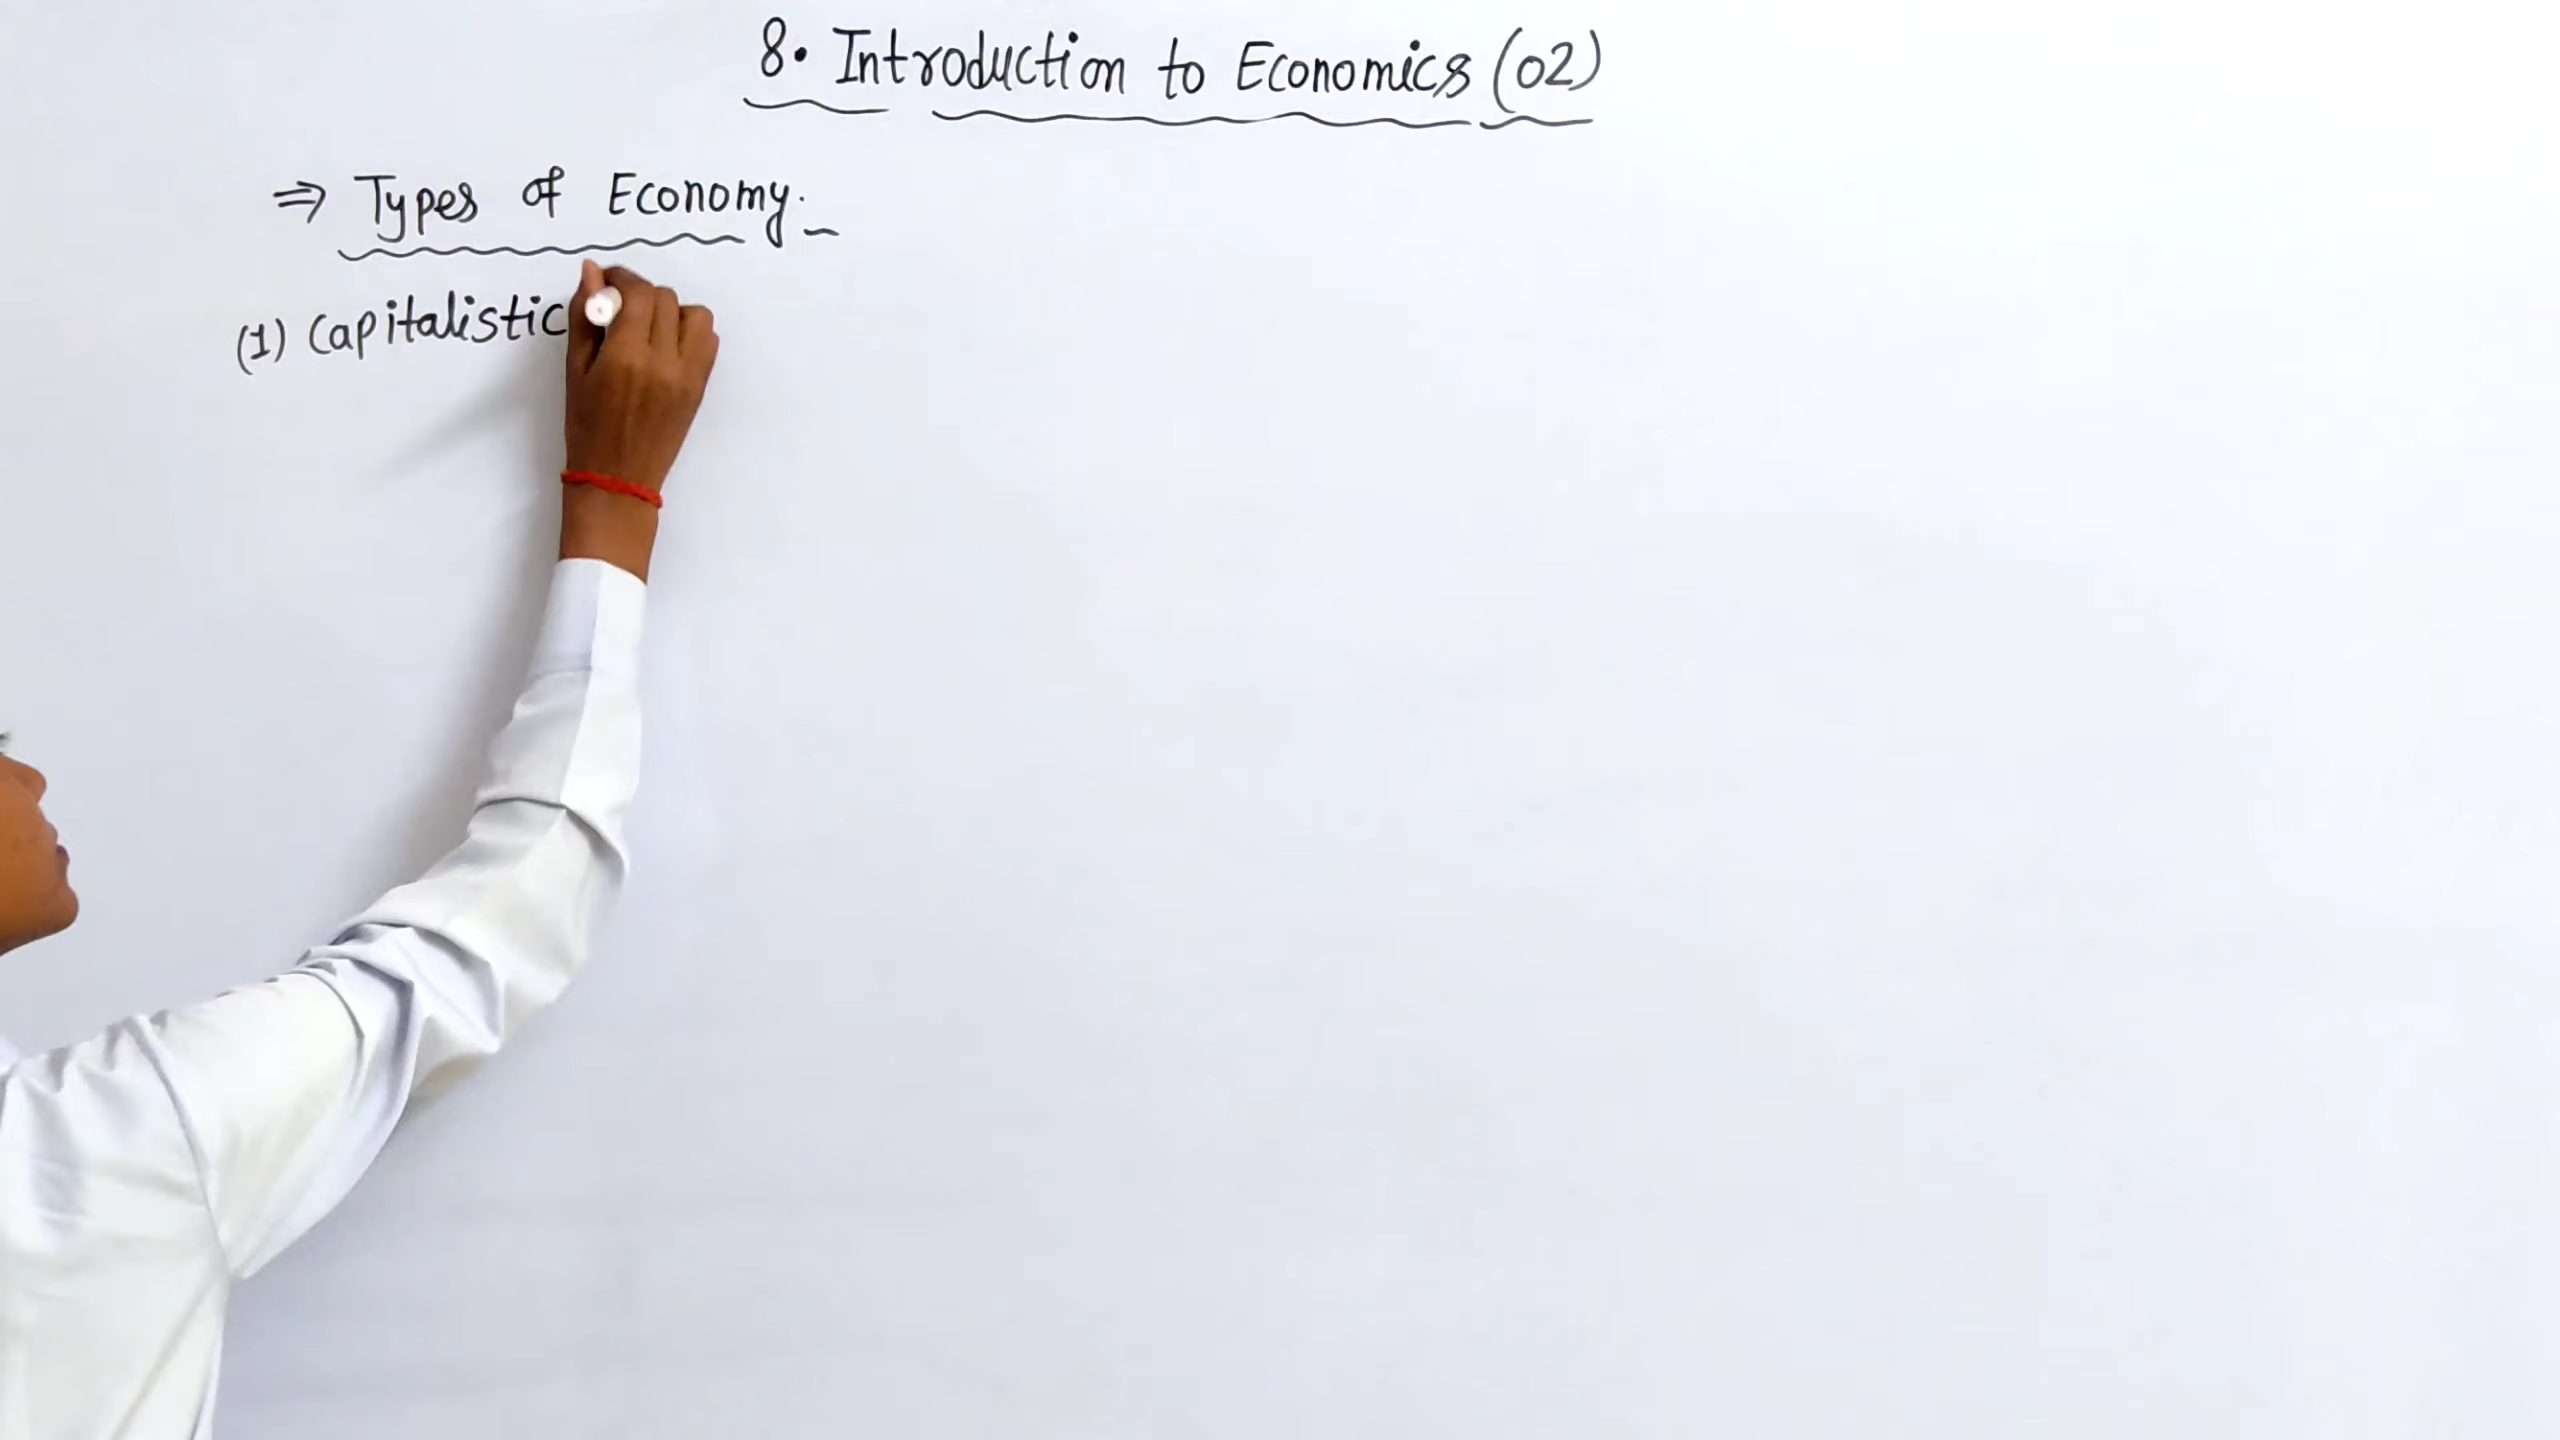 8. Introduction to Economics (02)
⇒ Types of Economy.
(1) Capitalistic